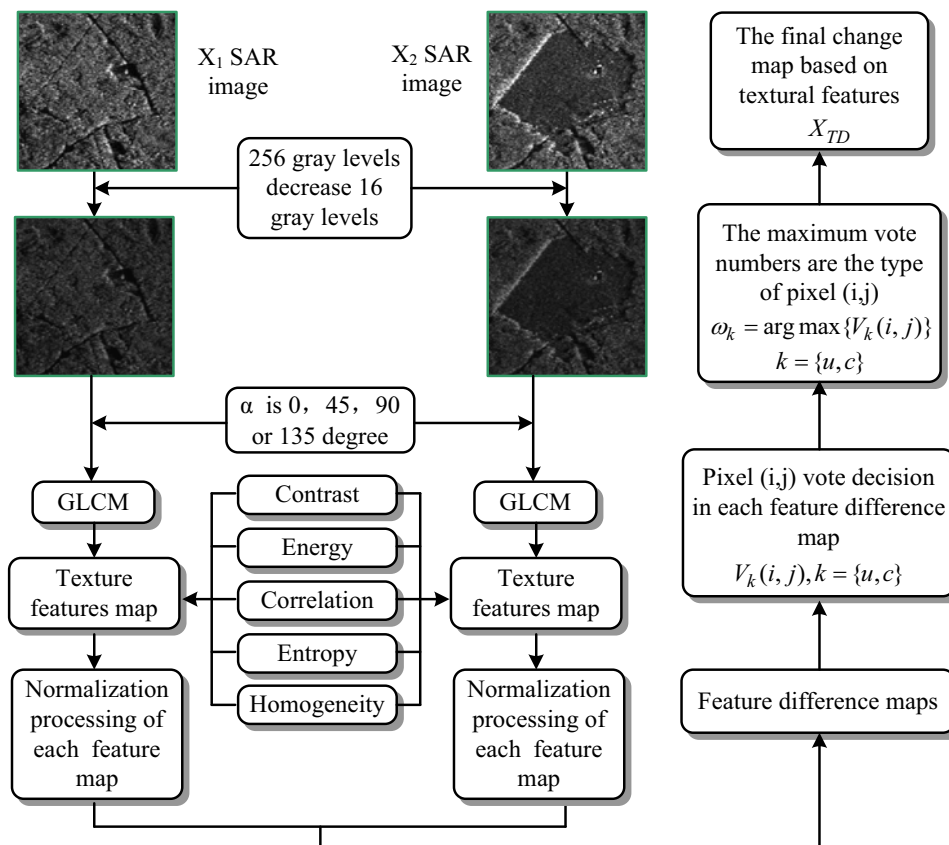 X₁ SAR
image
X₂ SAR
image
256 gray levels
decrease 16
gray levels
α is 0, 45, 90
or 135 degree
GLCM
GLCM
Texture
features map
Texture
features map
Contrast
Energy
Correlation
Entropy
Homogeneity
Normalization
processing of
each feature
map
Normalization
processing of
each feature
map
Feature difference maps
Pixel (i,j) vote decision
in each feature difference
map
V_k(i, j), k = {u,c}
The maximum vote
numbers are the type
of pixel (i,j)
ω_k = arg max{V_k(i, j)}
k = {u,c}
The final change
map based on
textural features
X_{TD}